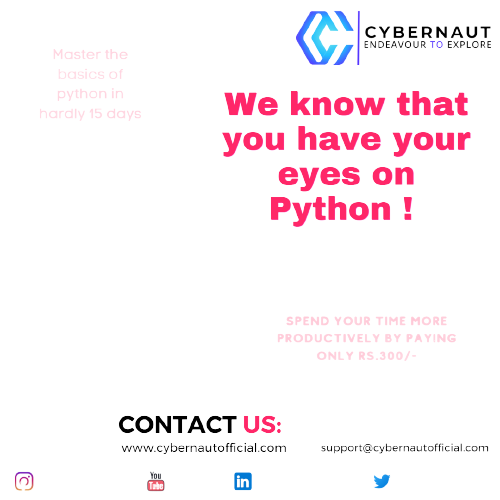 CYBERNAUT
ENDEAVOUR TO EXPLORE
Master the
basics of
python in
hardly 15 days
We know that
you have your
eyes on
Python !
SPEND YOUR TIME MORE
PRODUCTIVELY BY PAYING
ONLY RS.300/-
CONTACT US:
www.cybernautofficial.com
support@cybernautofficial.com
You
Tube
in